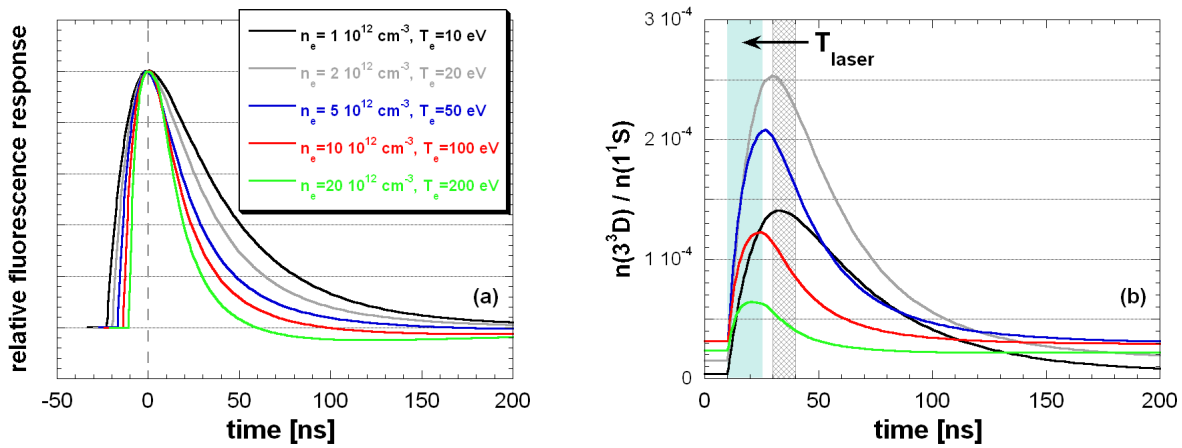 relative fluorescence response
n_e= 1 10^12 cm^-3, T_e=10 eV
n_e= 2 10^12 cm^-3, T_e=20 eV
n_e= 5 10^12 cm^-3, T_e=50 eV
n_e=10 10^12 cm^-3, T_e=100 eV
n_e=20 10^12 cm^-3, T_e=200 eV
(a)
-50 0 50 100 150 200
time [ns]
n(3^3D) / n(1^1S)
3 10^-4
2 10^-4
1 10^-4
0
T_laser
(b)
0 50 100 150 200
time [ns]